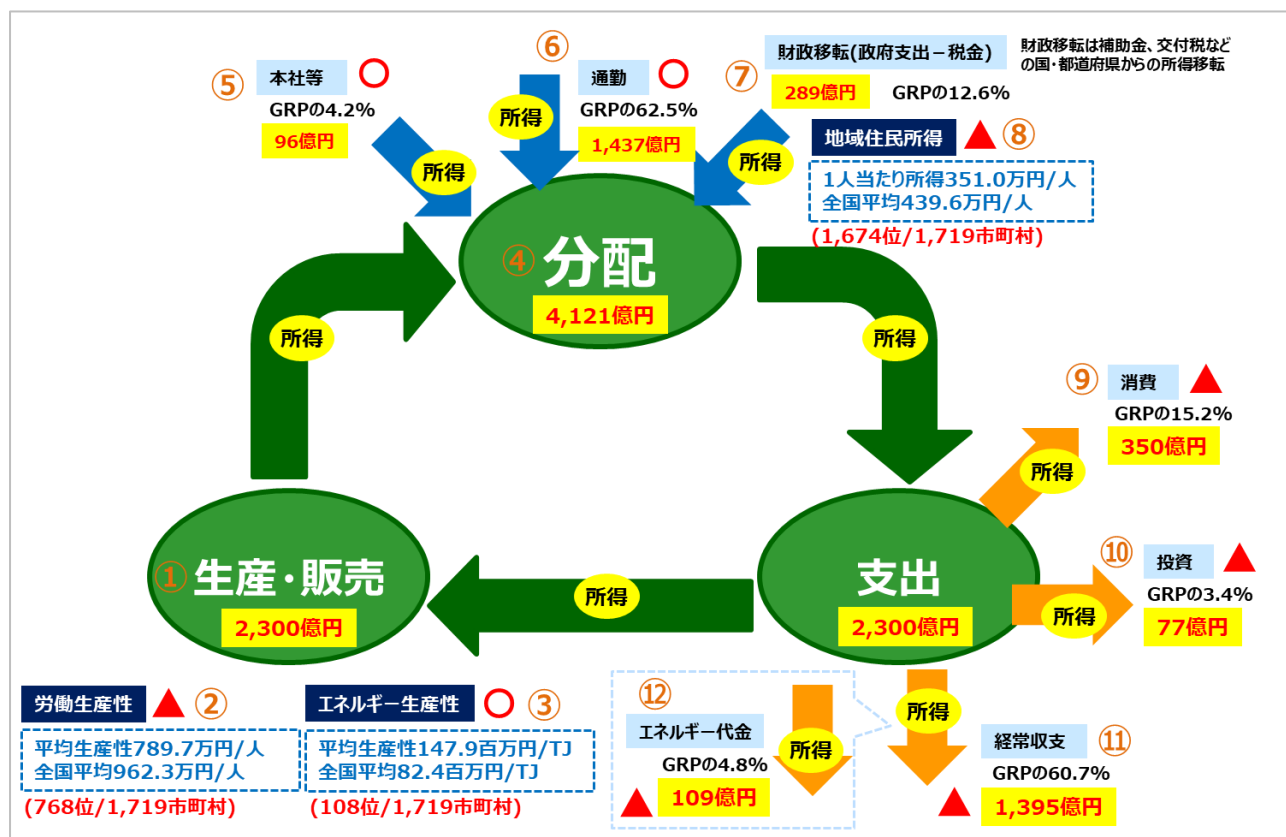 ⑤
本社等 ○
GRPの4.2%
96億円
所得
⑥
通勤 ○
GRPの62.5%
1,437億円
所得
⑦
財政移転(政府支出－税金)
289億円 GRPの12.6%
財政移転は補助金、交付税など
の国・都道府県からの所得移転
所得
地域住民所得 ▲ ⑧
1人当たり所得351.0万円/人
全国平均439.6万円/人
(1,674位/1,719市町村)
④ 分配
4,121億円
所得
所得
⑨
消費 ▲
GRPの15.2%
350億円
所得
⑩
投資 ▲
GRPの3.4%
77億円
所得
① 生産・販売
2,300億円
所得
支出
2,300億円
労働生産性 ▲ ②
平均生産性789.7万円/人
全国平均962.3万円/人
(768位/1,719市町村)
エネルギー生産性 ○ ③
平均生産性147.9百万円/TJ
全国平均82.4百万円/TJ
(108位/1,719市町村)
⑫
エネルギー代金
GRPの4.8%
▲ 109億円
所得
所得
経常収支 ⑪
GRPの60.7%
▲ 1,395億円